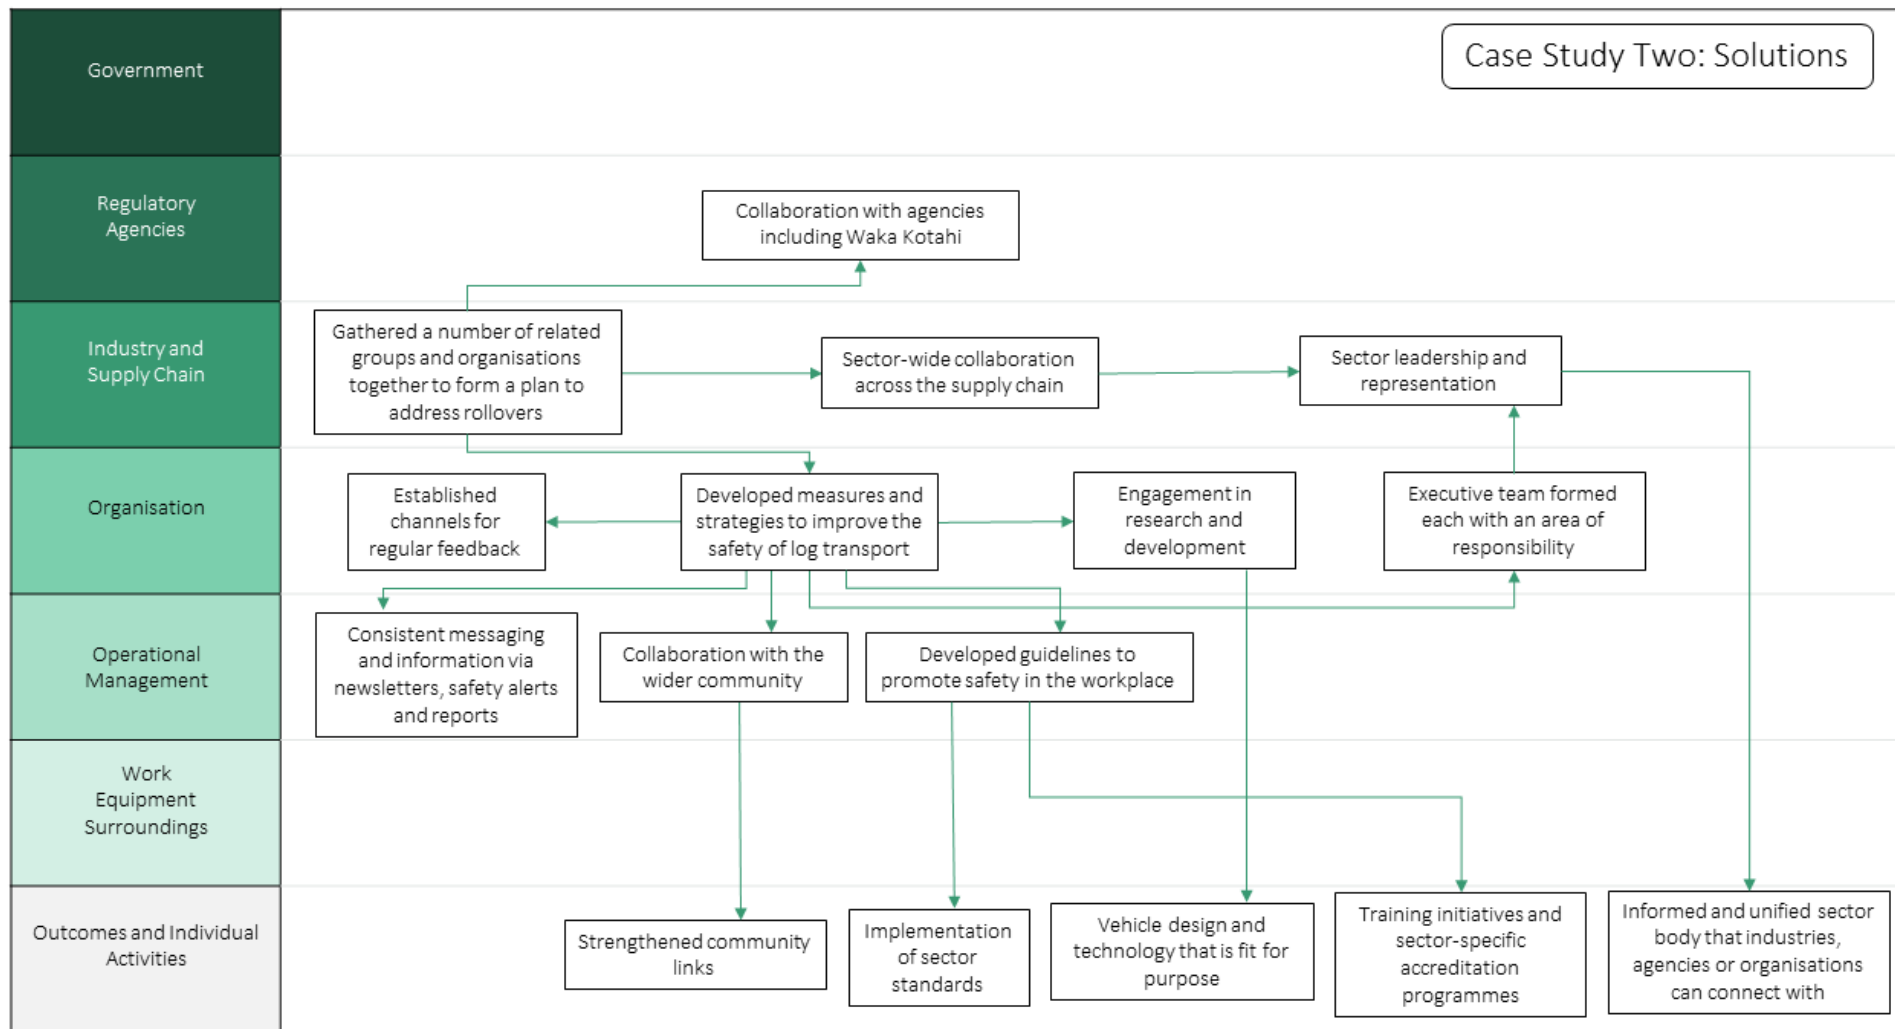 Case Study Two: Solutions
Government
Regulatory
Agencies
Collaboration with agencies
including Waka Kotahi
Industry and
Supply Chain
Gathered a number of related
groups and organisations
together to form a plan to
address rollovers
Sector-wide collaboration
across the supply chain
Sector leadership and
representation
Organisation
Established
channels for
regular feedback
Developed measures and
strategies to improve the
safety of log transport
Engagement in
research and
development
Executive team formed
each with an area of
responsibility
Operational
Management
Consistent messaging
and information via
newsletters, safety alerts
and reports
Collaboration with the
wider community
Developed guidelines to
promote safety in the workplace
Work
Equipment
Surroundings
Outcomes and Individual
Activities
Strengthened community
links
Implementation
of sector
standards
Vehicle design and
technology that is fit for
purpose
Training initiatives and
sector-specific
accreditation
programmes
Informed and unified sector
body that industries,
agencies or organisations
can connect with